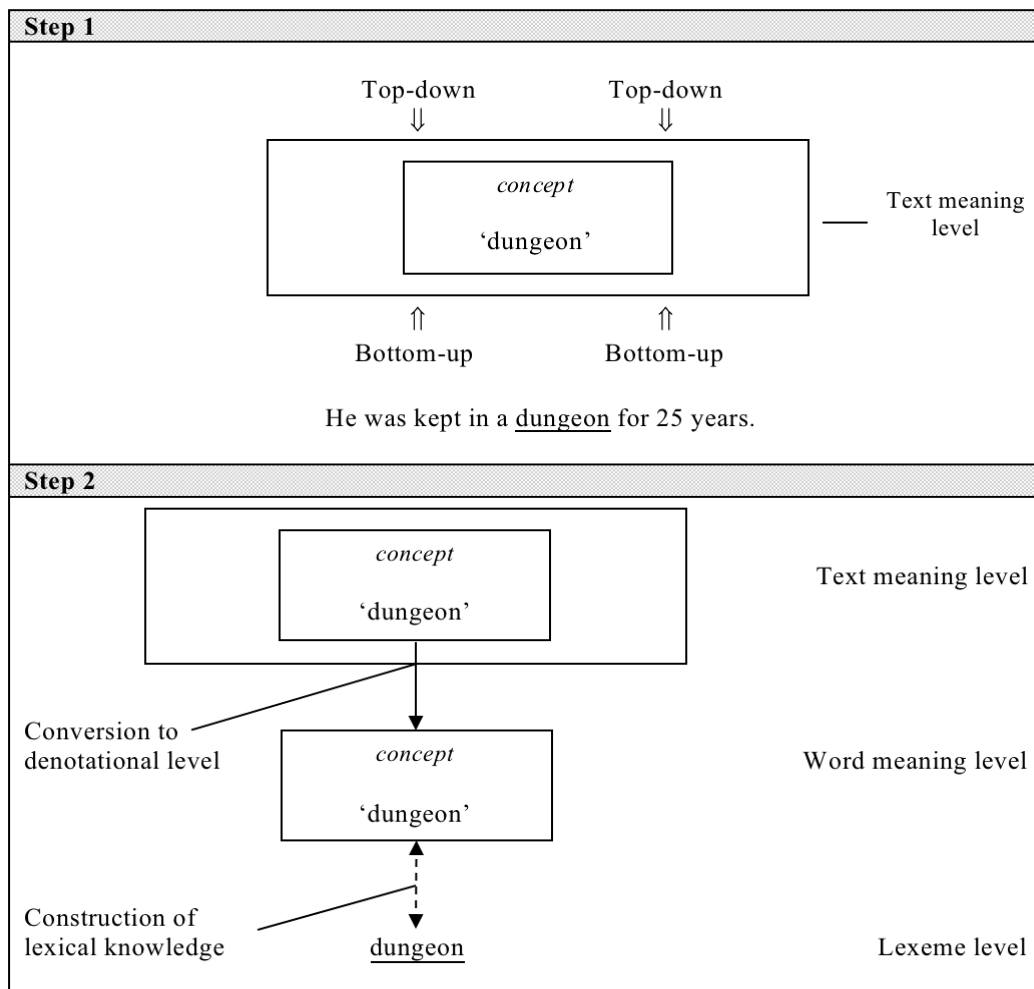 Step 1
Top-down Top-down
⇓ ⇓
concept
‘dungeon’
Text meaning
level
⇑ ⇑
Bottom-up Bottom-up
He was kept in a dungeon for 25 years.
Step 2
concept
‘dungeon’
Text meaning level
Conversion to
denotational level
concept
‘dungeon’
Word meaning level
Construction of
lexical knowledge
dungeon
Lexeme level